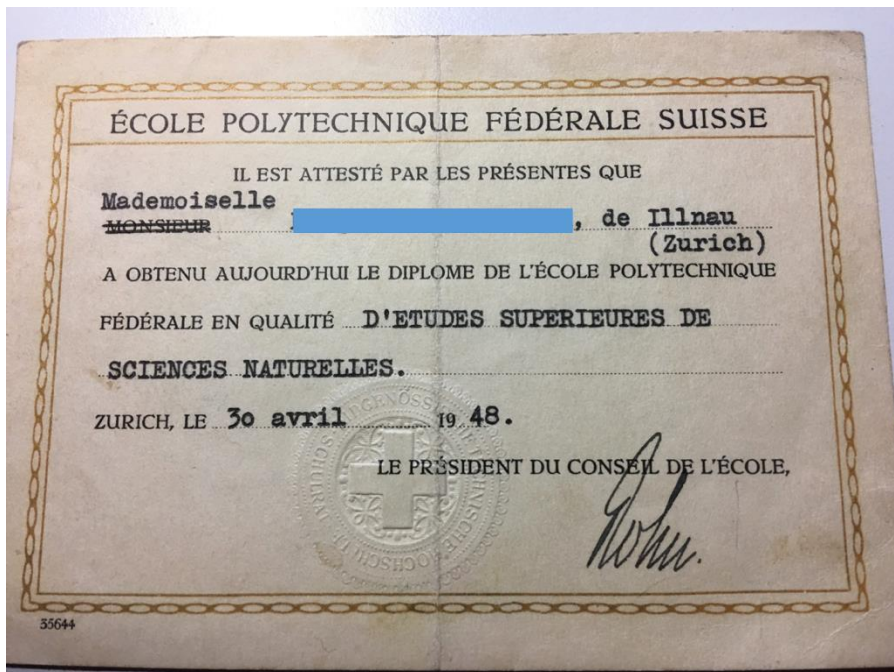 ÉCOLE POLYTECHNIQUE FÉDÉRALE SUISSE
IL EST ATTESTÉ PAR LES PRÉSENTES QUE
Mademoiselle
MONSIEUR , de Illnau
(Zurich)
A OBTENU AUJOURD'HUI LE DIPLOME DE L'ÉCOLE POLYTECHNIQUE
FÉDÉRALE EN QUALITÉ D'ETUDES SUPERIEURES DE
SCIENCES NATURELLES.
ZURICH, LE 30 avril 19 48.
LE PRÉSIDENT DU CONSEIL DE L'ÉCOLE,
Rohn.
35644